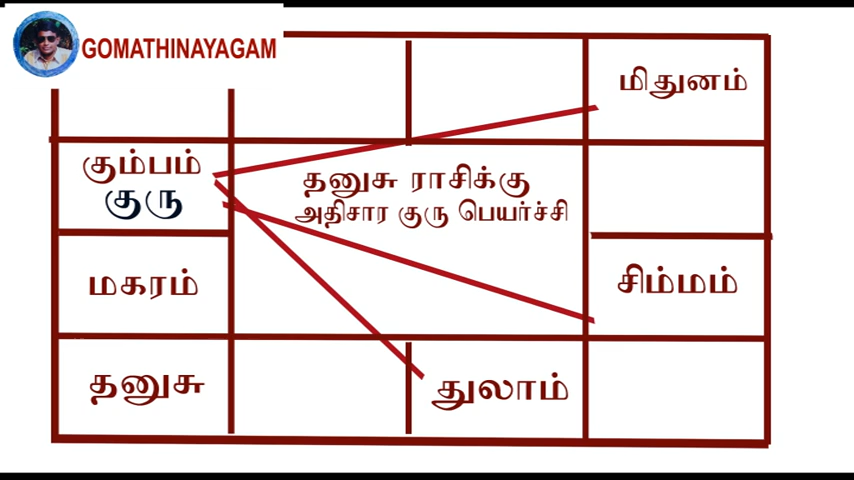 GOMATHINAYAGAM
மிதுனம்
கும்பம்
குரு
தனுசு ராசிக்கு
அதிசார குரு பெயர்ச்சி
மகரம்
சிம்மம்
தனுசு
துலாம்